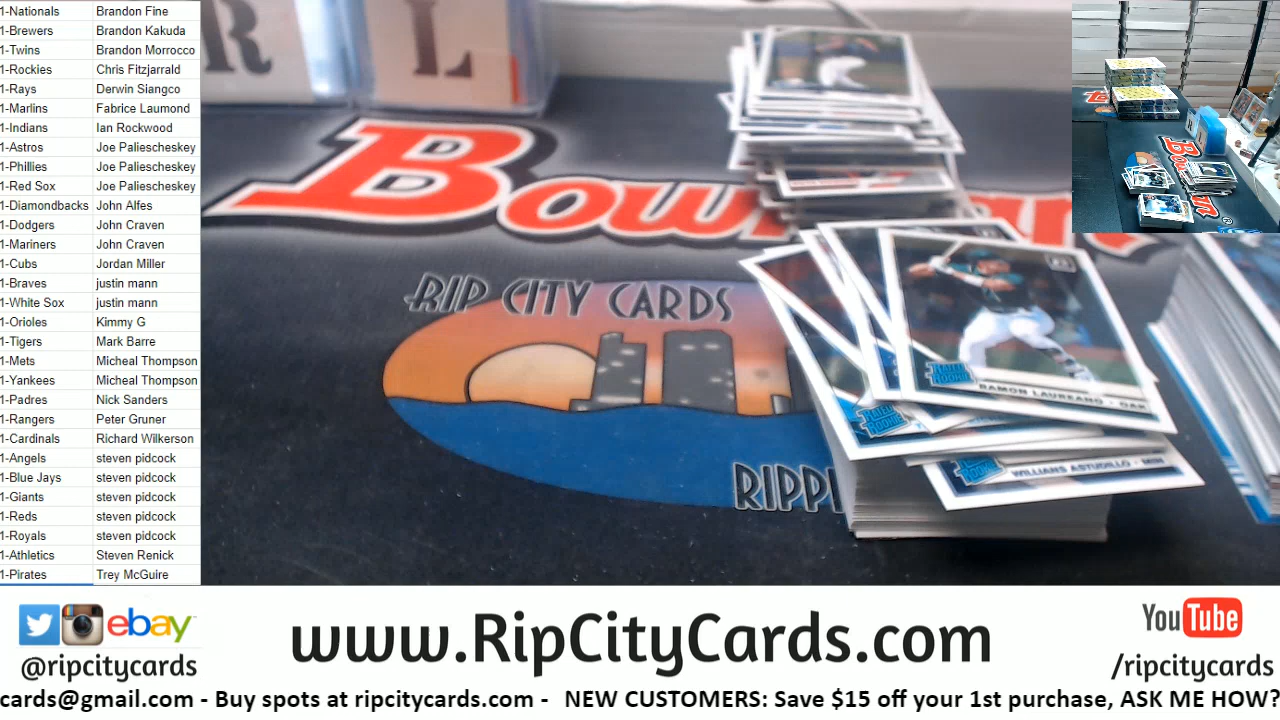 1-Nationals Brandon Fine
1-Brewers Brandon Kakuda
1-Twins Brandon Morrocco
1-Rockies Chris Fitzjarrald
1-Rays Derwin Siangco
1-Marlins Fabrice Laumond
1-Indians Ian Rockwood
1-Astros Joe Paliescheskey
1-Phillies Joe Paliescheskey
1-Red Sox Joe Paliescheskey
1-Diamondbacks John Alfes
1-Dodgers John Craven
1-Mariners John Craven
1-Cubs Jordan Miller
1-Braves justin mann
1-White Sox justin mann
1-Orioles Kimmy G
1-Tigers Mark Barre
1-Mets Micheal Thompson
1-Yankees Micheal Thompson
1-Padres Nick Sanders
1-Rangers Peter Gruner
1-Cardinals Richard Wilkerson
1-Angels steven pidcock
1-Blue Jays steven pidcock
1-Giants steven pidcock
1-Reds steven pidcock
1-Royals steven pidcock
1-Athletics Steven Renick
1-Pirates Trey McGuire
R L
Bow
RIP CITY CARDS
RIPPI
RATED ROOKIE
RAMON LAUREANO · OAK
RATED ROOKIE
WILLIANS ASTUDILLO · MIN
ebay
@ripcitycards
www.RipCityCards.com
YouTube
/ripcitycards
cards@gmail.com - Buy spots at ripcitycards.com - NEW CUSTOMERS: Save $15 off your 1st purchase, ASK ME HOW?